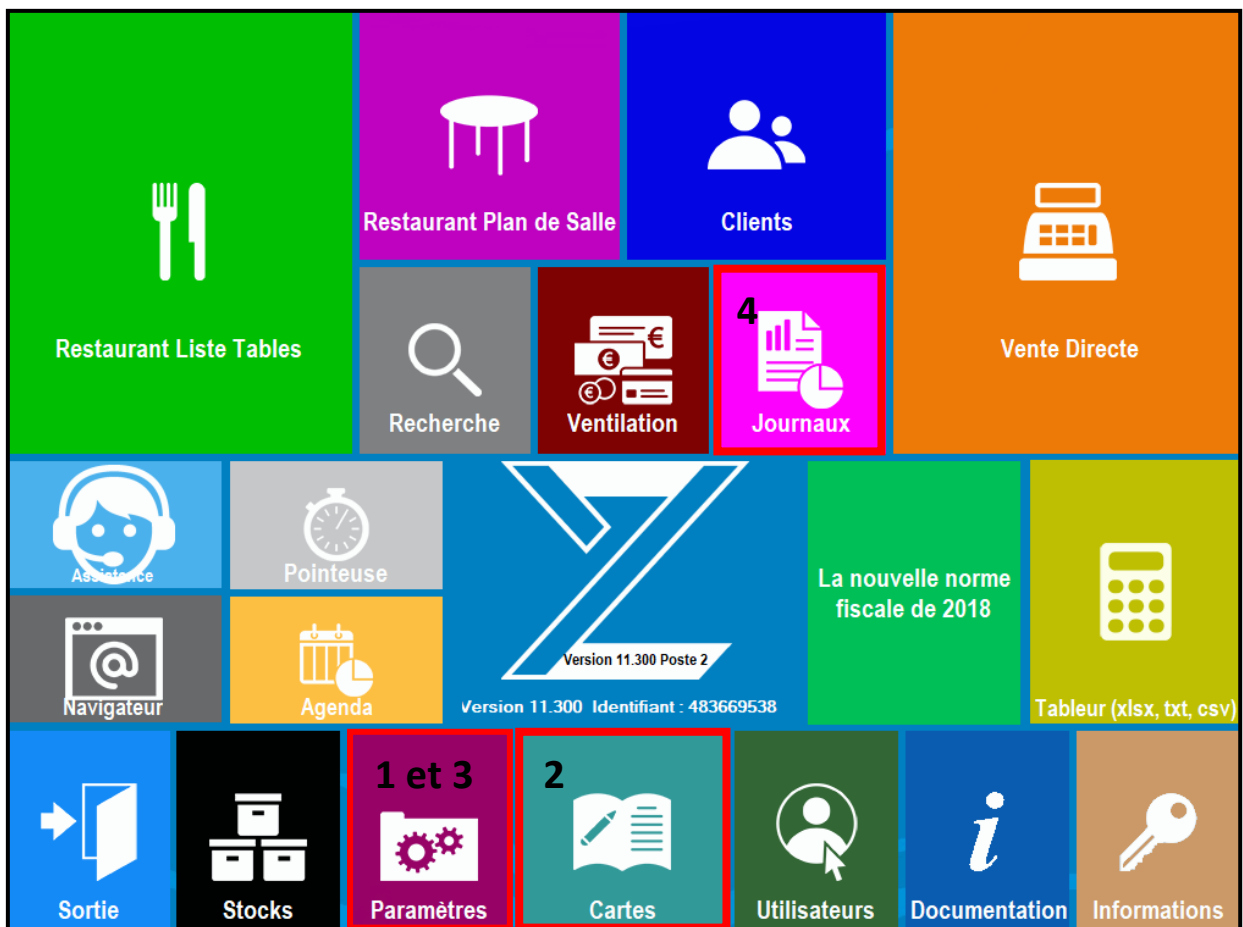 Restaurant Liste Tables
Restaurant Plan de Salle
Clients
Vente Directe
Recherche
Ventilation
4
Journaux
Assistence
Pointeuse
Navigateur
Agenda
Version 11.300 Poste 2
Version 11.300 Identifiant : 483669538
La nouvelle norme
fiscale de 2018
Tableur (xlsx, txt, csv)
Sortie
Stocks
1 et 3
Paramètres
2
Cartes
Utilisateurs
Documentation
Informations